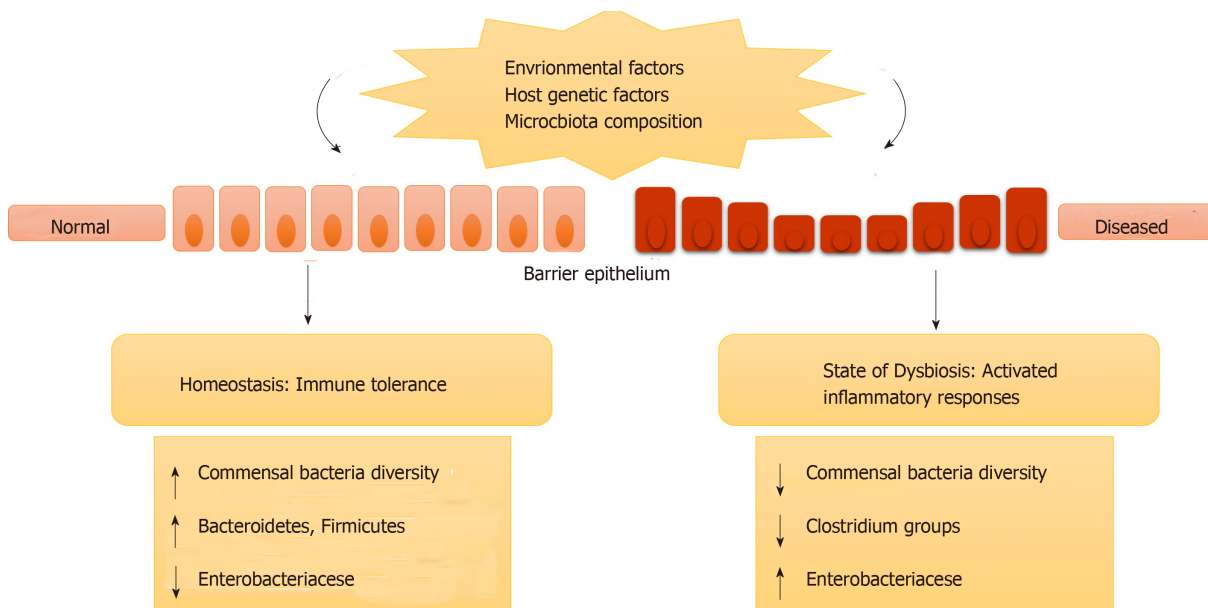 Envrionmental factors
Host genetic factors
Microcbiota composition
Normal
Diseased
Barrier epithelium
Homeostasis: Immune tolerance
State of Dysbiosis: Activated
inflammatory responses
↑ Commensal bacteria diversity
↑ Bacteroidetes, Firmicutes
↓ Enterobacteriacese
↓ Commensal bacteria diversity
↓ Clostridium groups
↑ Enterobacteriacese